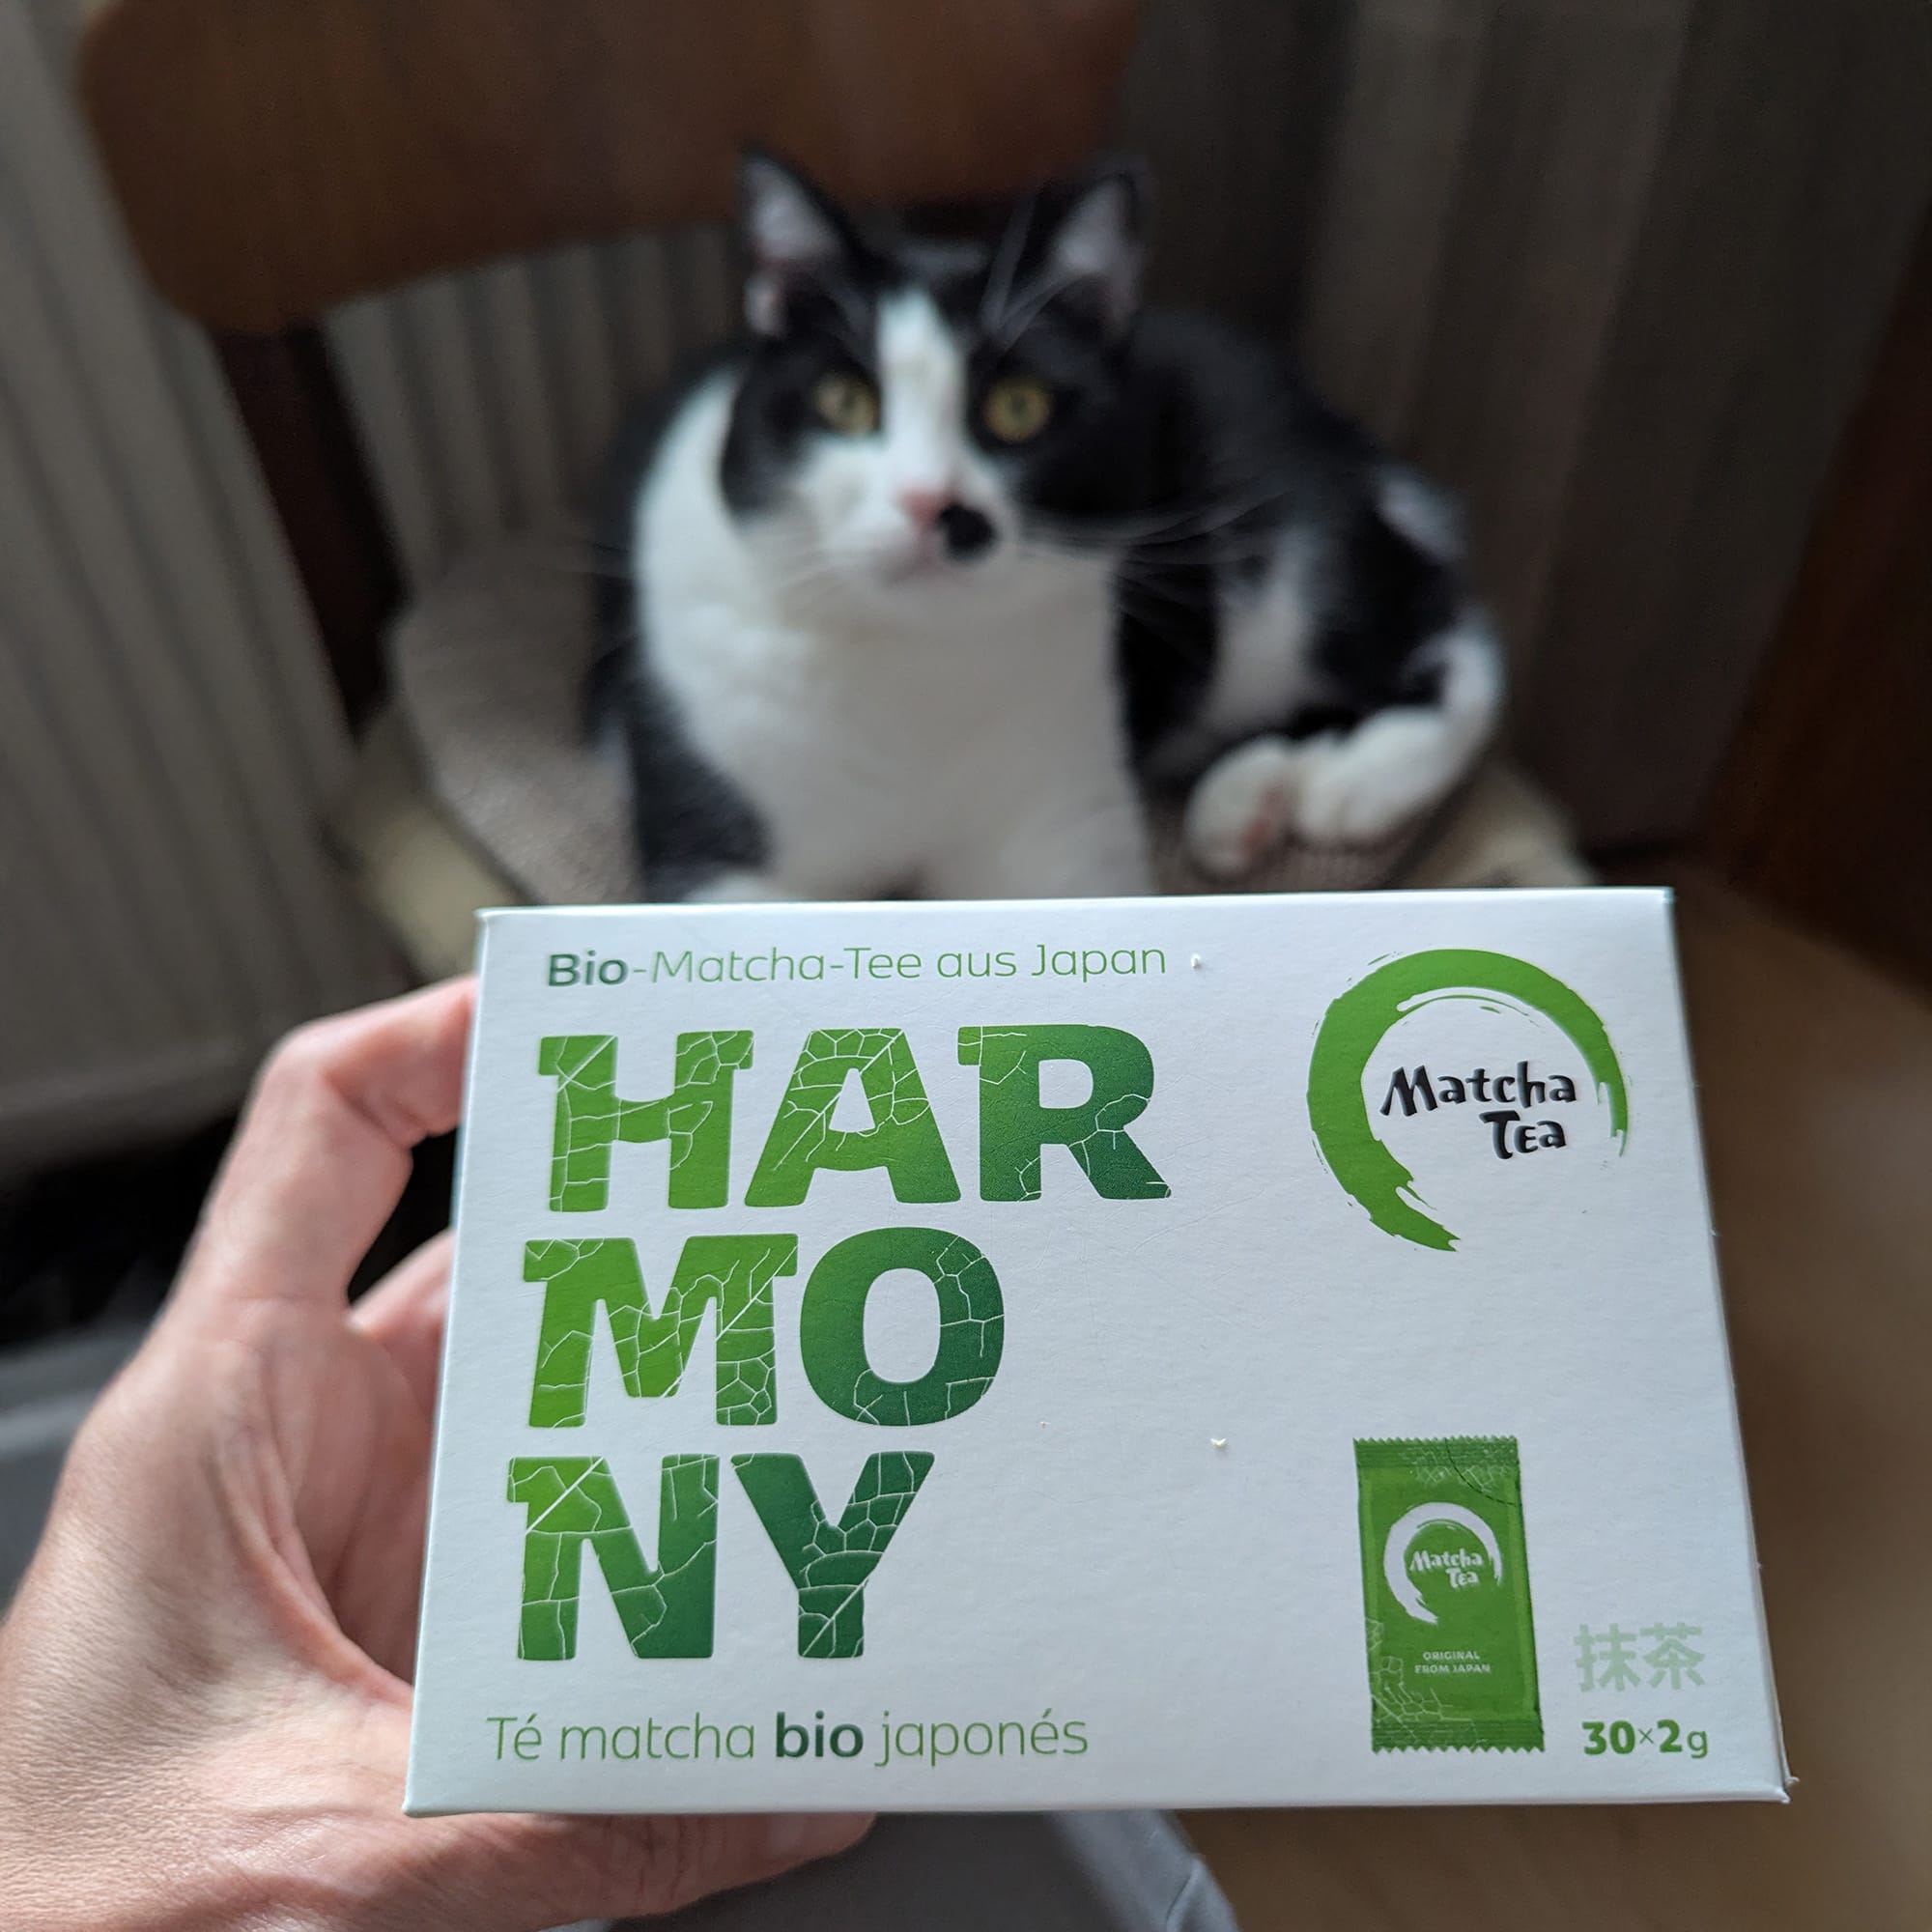 Bio-Matcha-Tee aus Japan
HAR
MO
NY
Té matcha bio japonés
Matcha
Tea
Matcha
Tea
ORIGINAL
FROM JAPAN
抹茶
30×2g